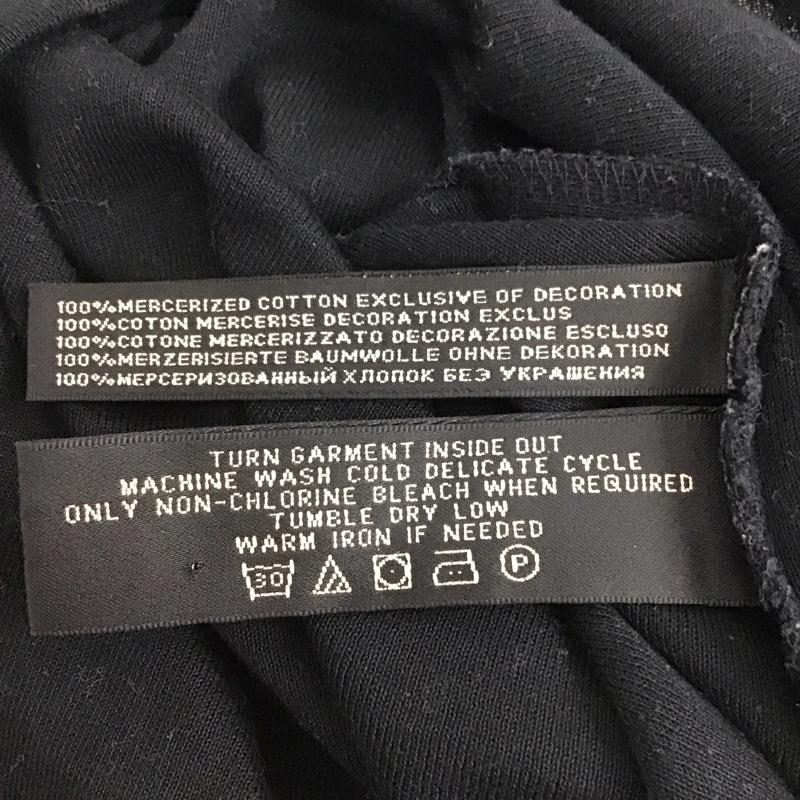 100%MERCERIZED COTTON EXCLUSIVE OF DECORATION
100%COTON MERCERISE DECORATION EXCLUS
100%COTONE MERCERIZZATO DECORAZIONE ESCLUSO
100%MERZERISIERTE BAUMWOLLE OHNE DEKORATION
100%МЕРСЕРИЗОВАННЫЙ ХЛОПОК БЕЗ УКРАШЕНИЯ
TURN GARMENT INSIDE OUT
MACHINE WASH COLD DELICATE CYCLE
ONLY NON-CHLORINE BLEACH WHEN REQUIRED
TUMBLE DRY LOW
WARM IRON IF NEEDED
30 P